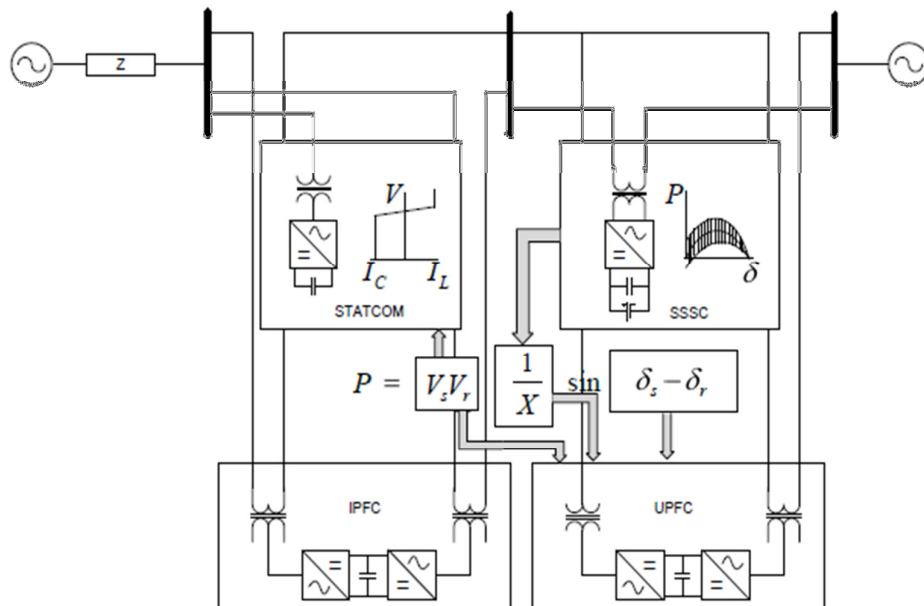 Z
V
I_C I_L
STATCOM
P
δ
SSSC
P = V_sV_r 1/X sin δ_s − δ_r
IPFC
UPFC